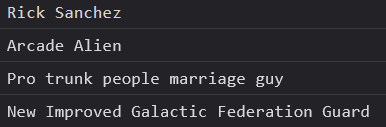 Rick Sanchez
Arcade Alien
Pro trunk people marriage guy
New Improved Galactic Federation Guard